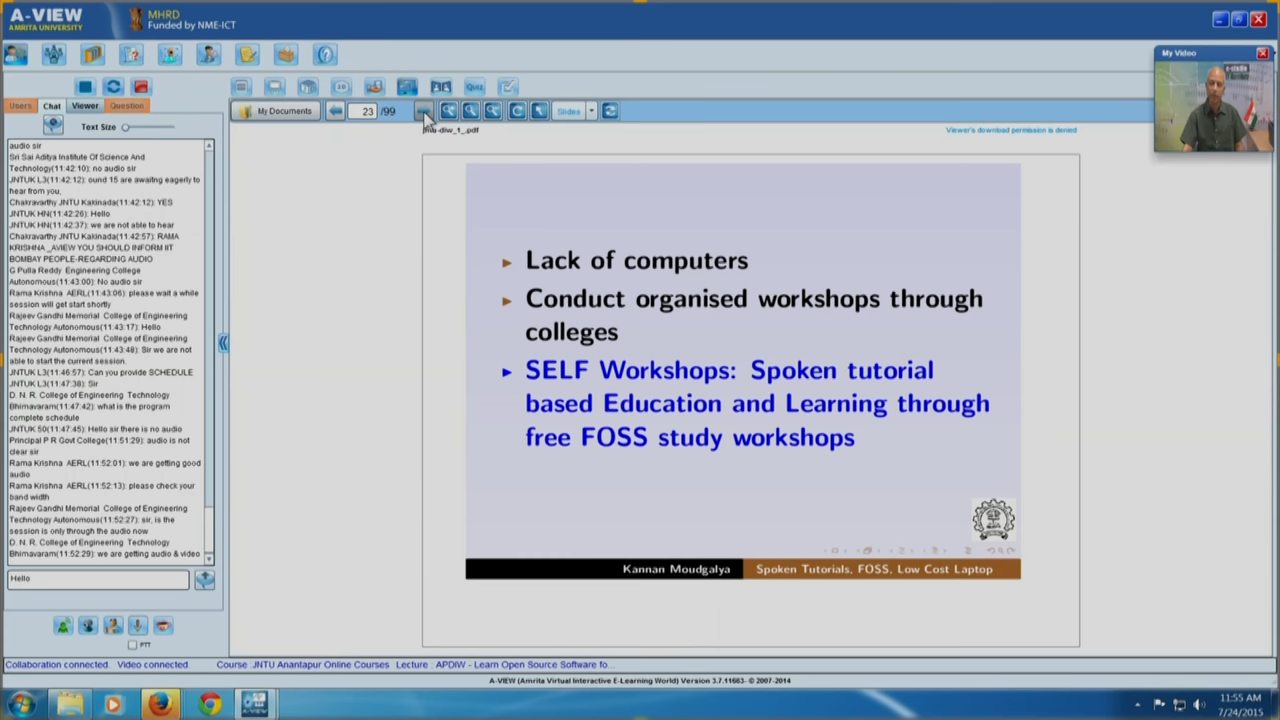 A-VIEW
AMRITA UNIVERSITY
MHRD
Funded by NME-ICT
My Video
Users Chat Viewer Question
Text Size
My Documents
23 /99
Slides
Quiz
Viewer's download permission is denied
audio sir
Sri Sai Aditya Institute Of Science And
Technology(11:42:10): no audio sir
JNTUK L3(11:42:12): ound 15 are awaitng eagerly to
hear from you,
Chakravarthy JNTU Kakinada(11:42:12): YES
JNTUK HN(11:42:26): Hello
JNTUK HN(11:42:37): we are not able to hear
Chakravarthy JNTU Kakinada(11:42:57): RAMA
KRISHNA _AVIEW YOU SHOULD INFORM IIT
BOMBAY PEOPLE-REGARDING AUDIO
G Pulla Reddy Engineering College
Autonomous(11:43:00): No audio sir
Rama Krishna AERL(11:43:06): please wait a while
session will get start shortly
Rajeev Gandhi Memorial College of Engineering
Technology Autonomous(11:43:17): Hello
Rajeev Gandhi Memorial College of Engineering
Technology Autonomous(11:43:48): Sir we are not
able to start the current session.
JNTUK L3(11:46:57): Can you provide SCHEDULE
JNTUK L3(11:47:38): Sir
D. N. R. College of Engineering Technology
Bhimavaram(11:47:42): what is the program
complete schedule
JNTUK 50(11:47:45): Hello sir there is no audio
Principal P R Govt College(11:51:29): audio is not
clear sir
Rama Krishna AERL(11:52:01): we are getting good
audio
Rama Krishna AERL(11:52:13): please check your
band width
Rajeev Gandhi Memorial College of Engineering
Technology Autonomous(11:52:27): sir, is the
session is only through the audio now
D. N. R. College of Engineering Technology
Bhimavaram(11:52:29): we are getting audio & video
Hello
PTT
Lack of computers
Conduct organised workshops through
colleges
SELF Workshops: Spoken tutorial
based Education and Learning through
free FOSS study workshops
Kannan Moudgalya Spoken Tutorials, FOSS, Low Cost Laptop
Collaboration connected Video connected Course :JNTU Anantapur Online Courses Lecture : APDIW - Learn Open Source Software fo...
A-VIEW (Amrita Virtual Interactive E-Learning World) Version 3.7.11663- © 2007-2014
11:55 AM
7/24/2015